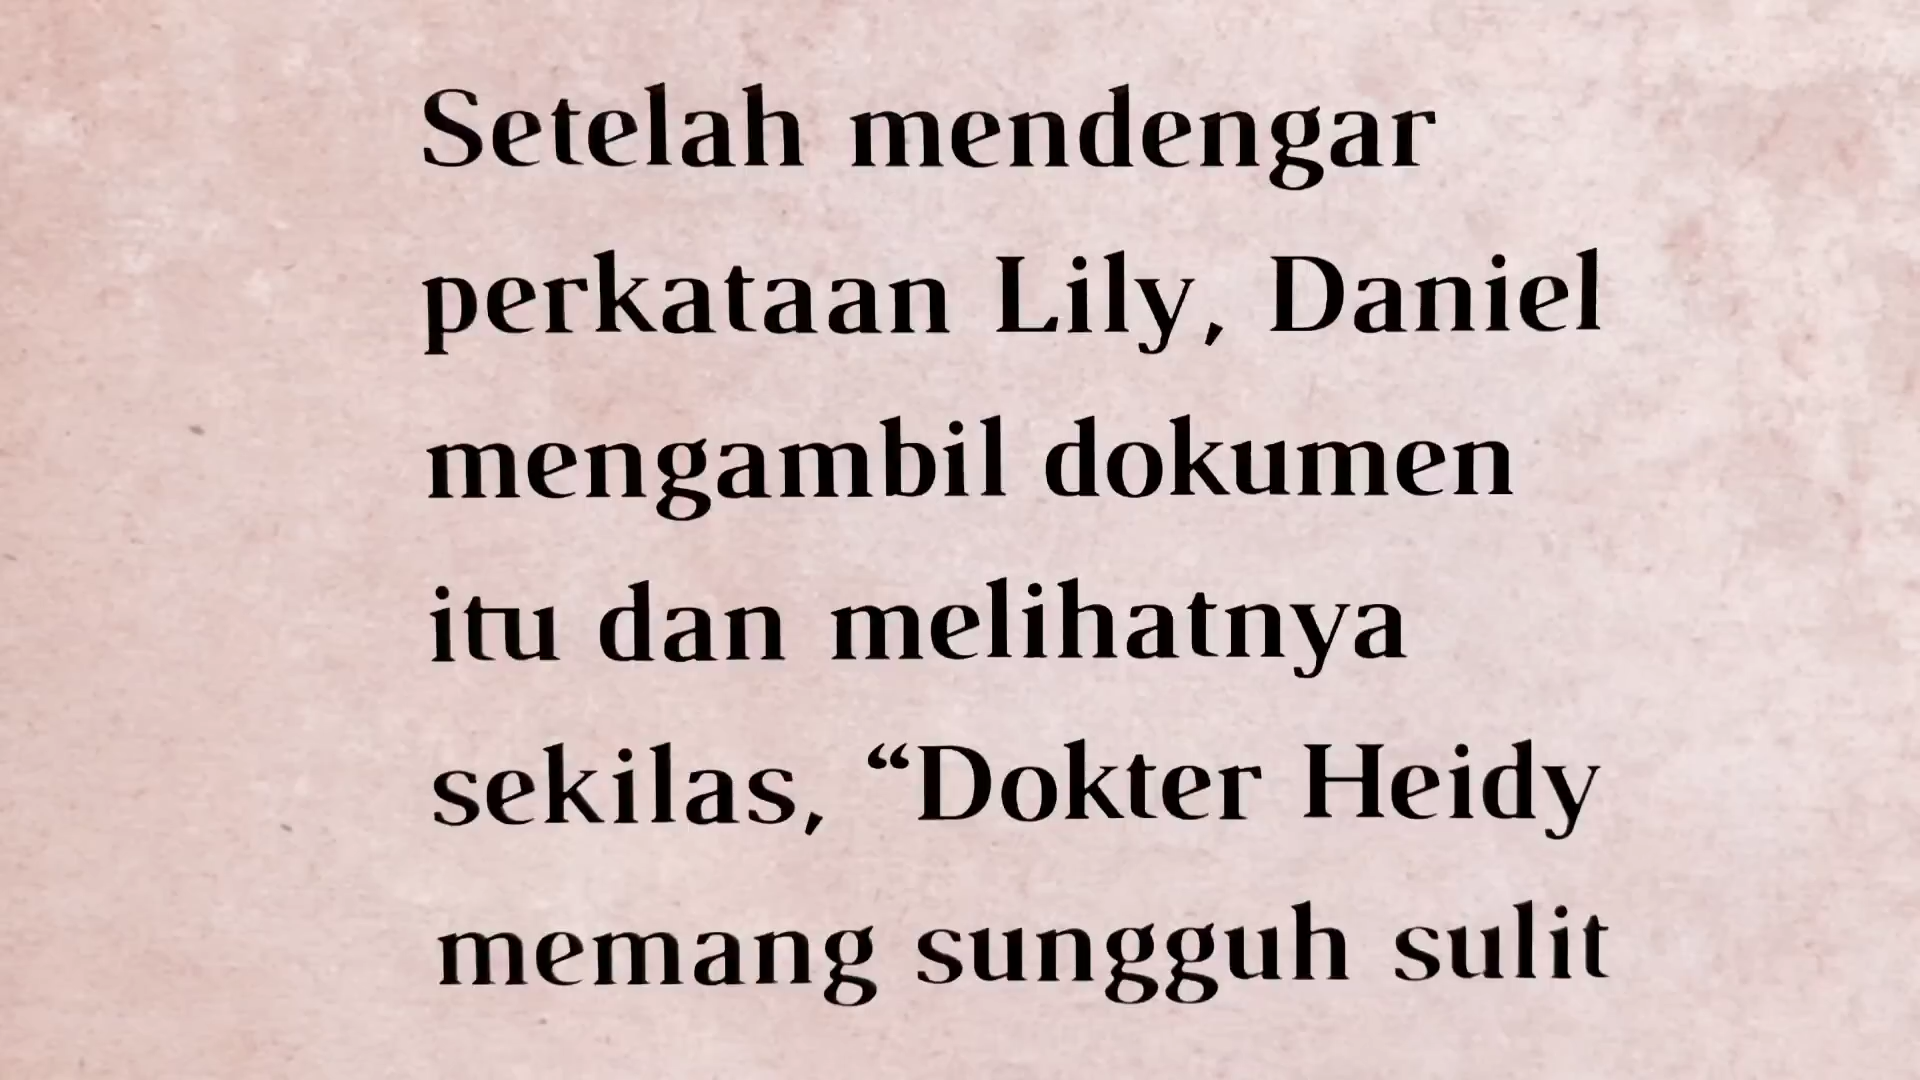 Setelah mendengar
perkataan Lily, Daniel
mengambil dokumen
itu dan melihatnya
sekilas, “Dokter Heidy
memang sungguh sulit